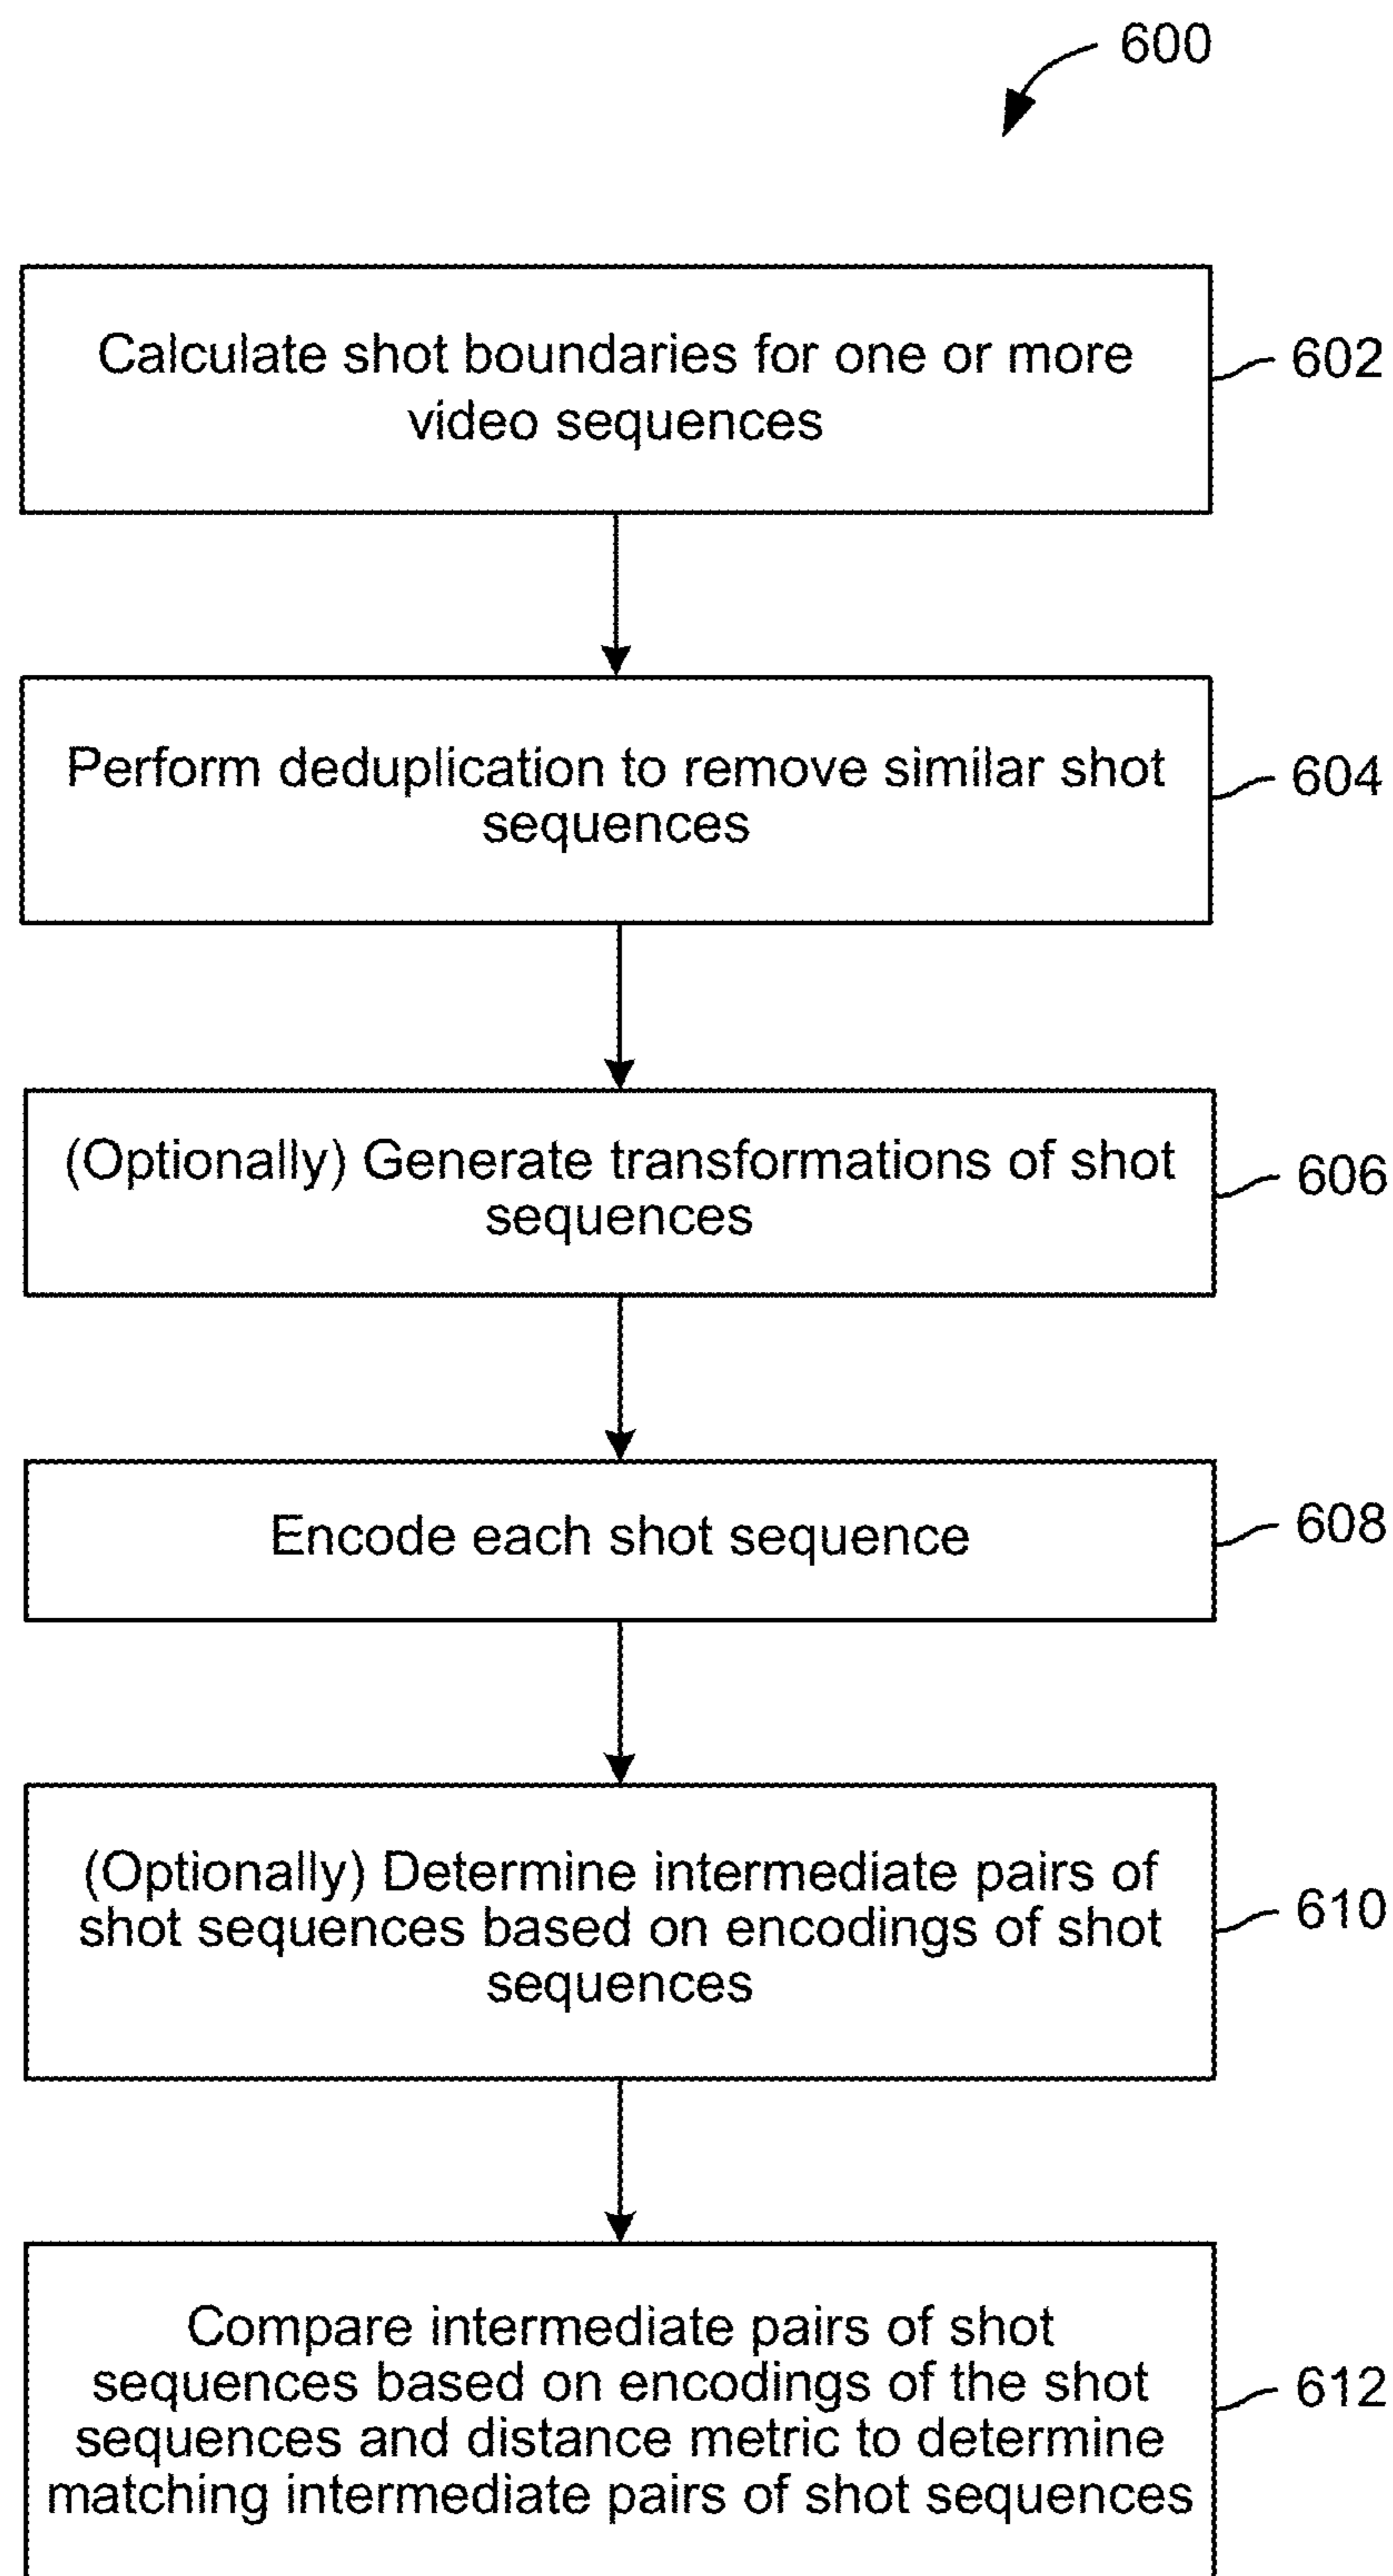 600
Calculate shot boundaries for one or more
video sequences
602
Perform deduplication to remove similar shot
sequences
604
(Optionally) Generate transformations of shot
sequences
606
Encode each shot sequence
608
(Optionally) Determine intermediate pairs of
shot sequences based on encodings of shot
sequences
610
Compare intermediate pairs of shot
sequences based on encodings of the shot
sequences and distance metric to determine
matching intermediate pairs of shot sequences
612